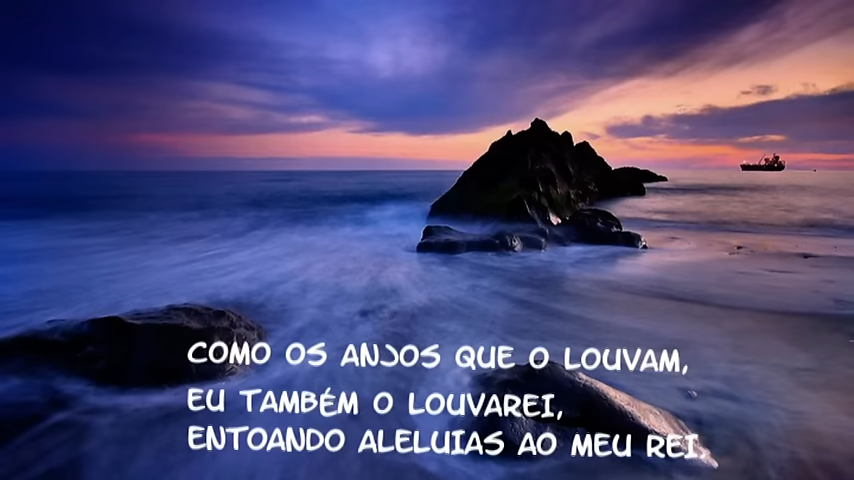 COMO OS ANJOS QUE O LOUVAM,
EU TAMBÉM O LOUVAREI,
ENTOANDO ALELUIAS AO MEU REI,